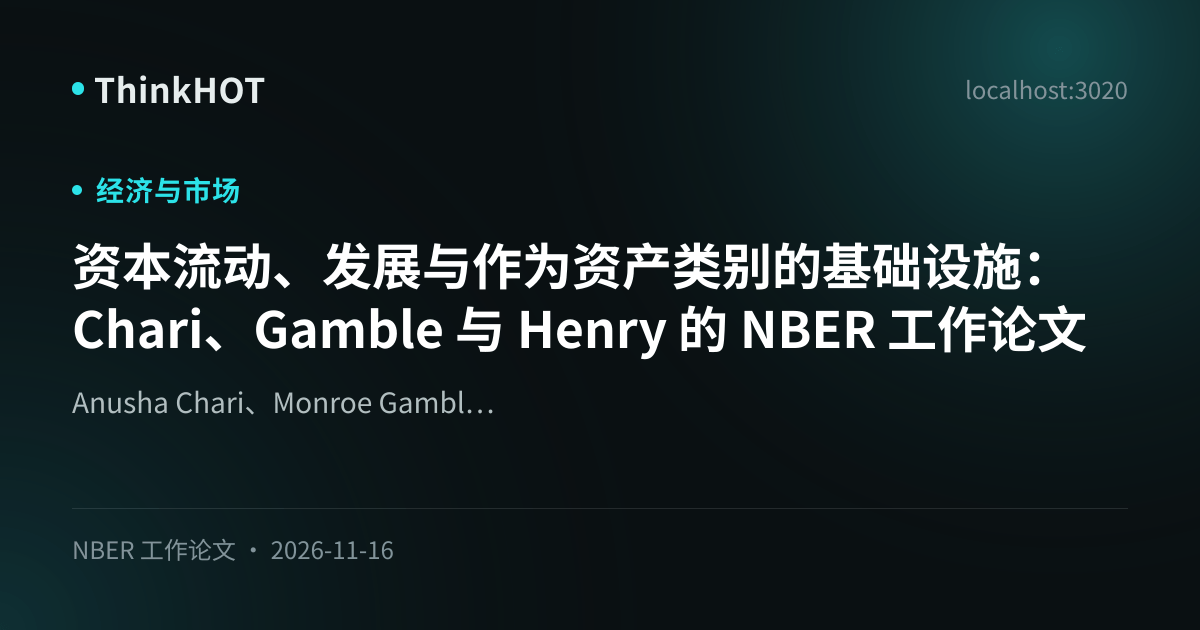 ThinkHOT
localhost:3020
经济与市场
资本流动、发展与作为资产类别的基础设施：
Chari、Gamble 与 Henry 的 NBER 工作论文
Anusha Chari、Monroe Gambl…
NBER 工作论文 · 2026-11-16